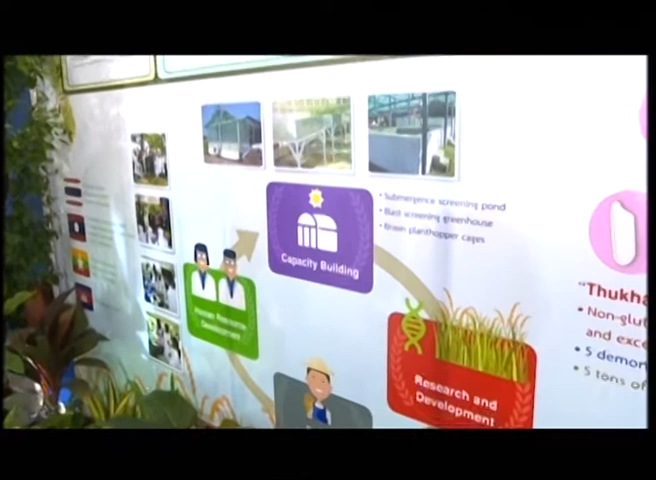 • Submergence screening pond
• Blast screening greenhouse
• Brown planthopper cages
Capacity Building
Human Resource
Development
Research and
Development
"Thukha
• Non-glu
and exce
• 5 demon
• 5 tons of